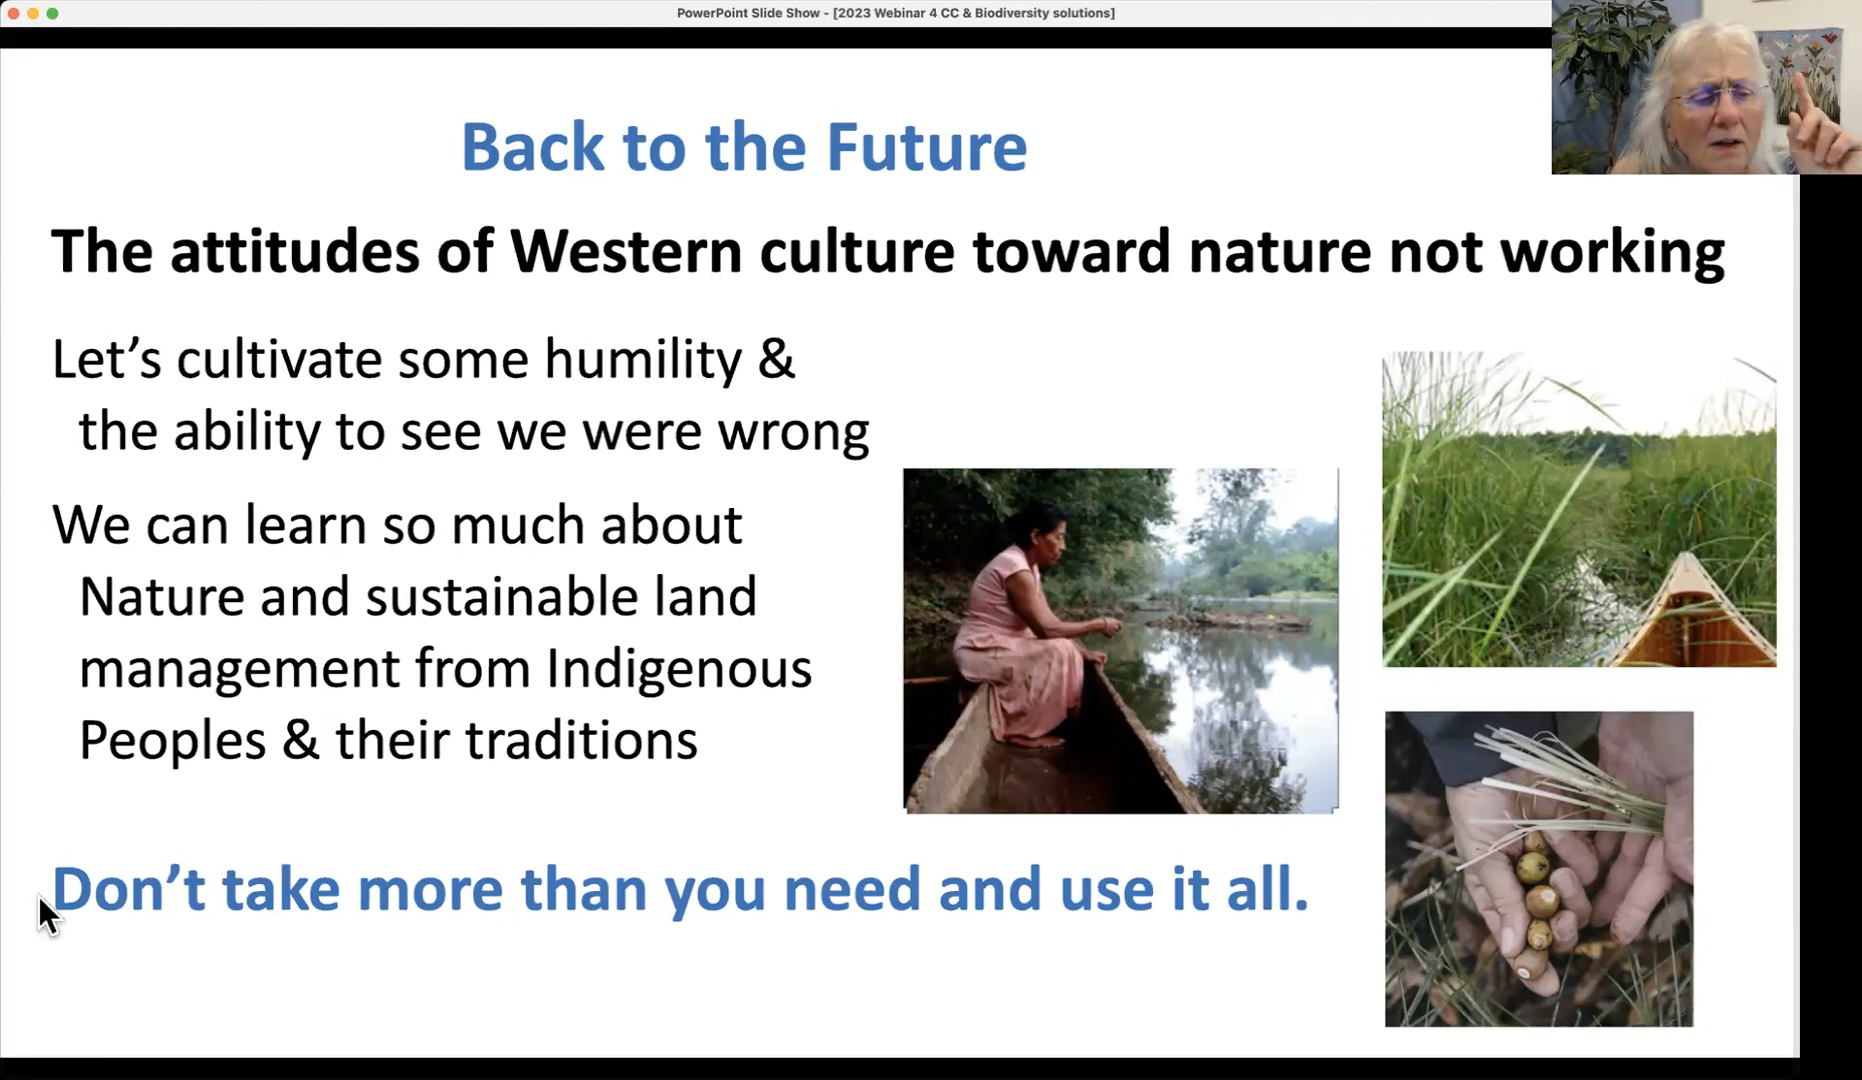 PowerPoint Slide Show - [2023 Webinar 4 CC & Biodiversity solutions]
Back to the Future
The attitudes of Western culture toward nature not working
Let’s cultivate some humility &
the ability to see we were wrong
We can learn so much about
Nature and sustainable land
management from Indigenous
Peoples & their traditions
Don’t take more than you need and use it all.